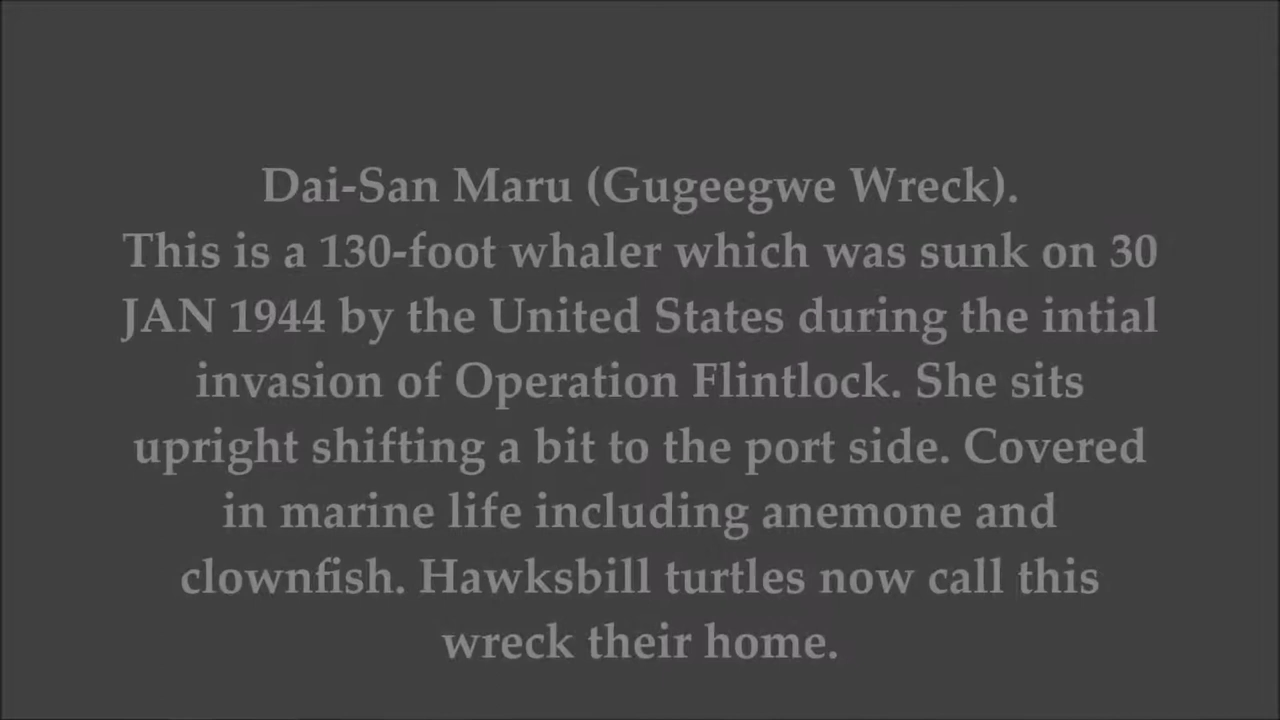 Dai-San Maru (Gugeegwe Wreck).
This is a 130-foot whaler which was sunk on 30
JAN 1944 by the United States during the intial
invasion of Operation Flintlock. She sits
upright shifting a bit to the port side. Covered
in marine life including anemone and
clownfish. Hawksbill turtles now call this
wreck their home.